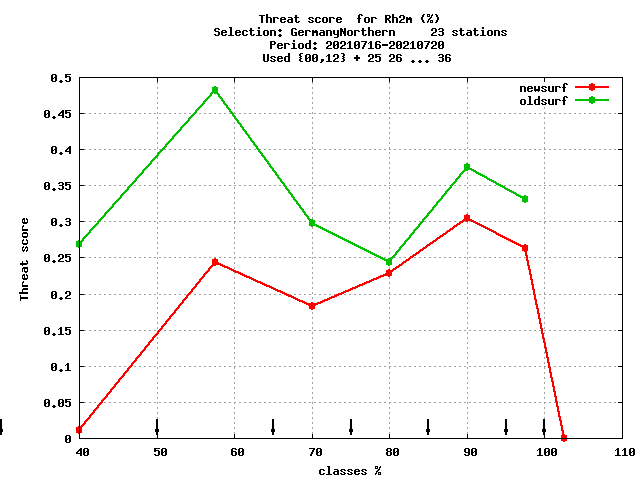 Threat score for Rh2m (%)
Selection: GermanyNorthern 23 stations
Period: 20210716-20210720
Used {00,12} + 25 26 ... 36
newsurf
oldsurf
0.5
0.45
0.4
0.35
0.3
0.25
0.2
0.15
0.1
0.05
0
Threat score
40 50 60 70 80 90 100 110
classes %